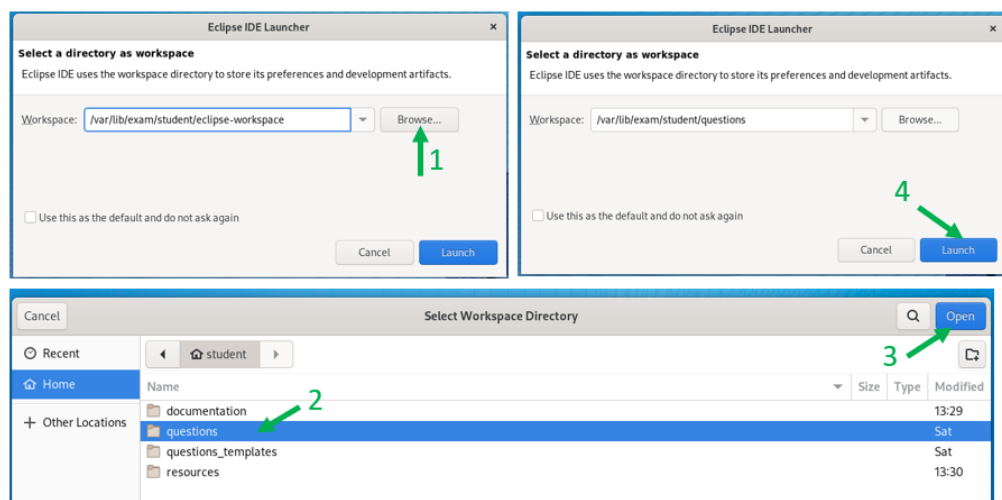 Eclipse IDE Launcher ×
Select a directory as workspace
Eclipse IDE uses the workspace directory to store its preferences and development artifacts.
Workspace: /var/lib/exam/student/eclipse-workspace Browse...
1
Use this as the default and do not ask again
Cancel Launch
Eclipse IDE Launcher ×
Select a directory as workspace
Eclipse IDE uses the workspace directory to store its preferences and development artifacts.
Workspace: /var/lib/exam/student/questions Browse...
4
Use this as the default and do not ask again
Cancel Launch
Cancel Select Workspace Directory Open
3
Recent
Home
+ Other Locations
student
Name Size Type Modified
2
documentation 13:29
questions Sat
questions_templates Sat
resources 13:30